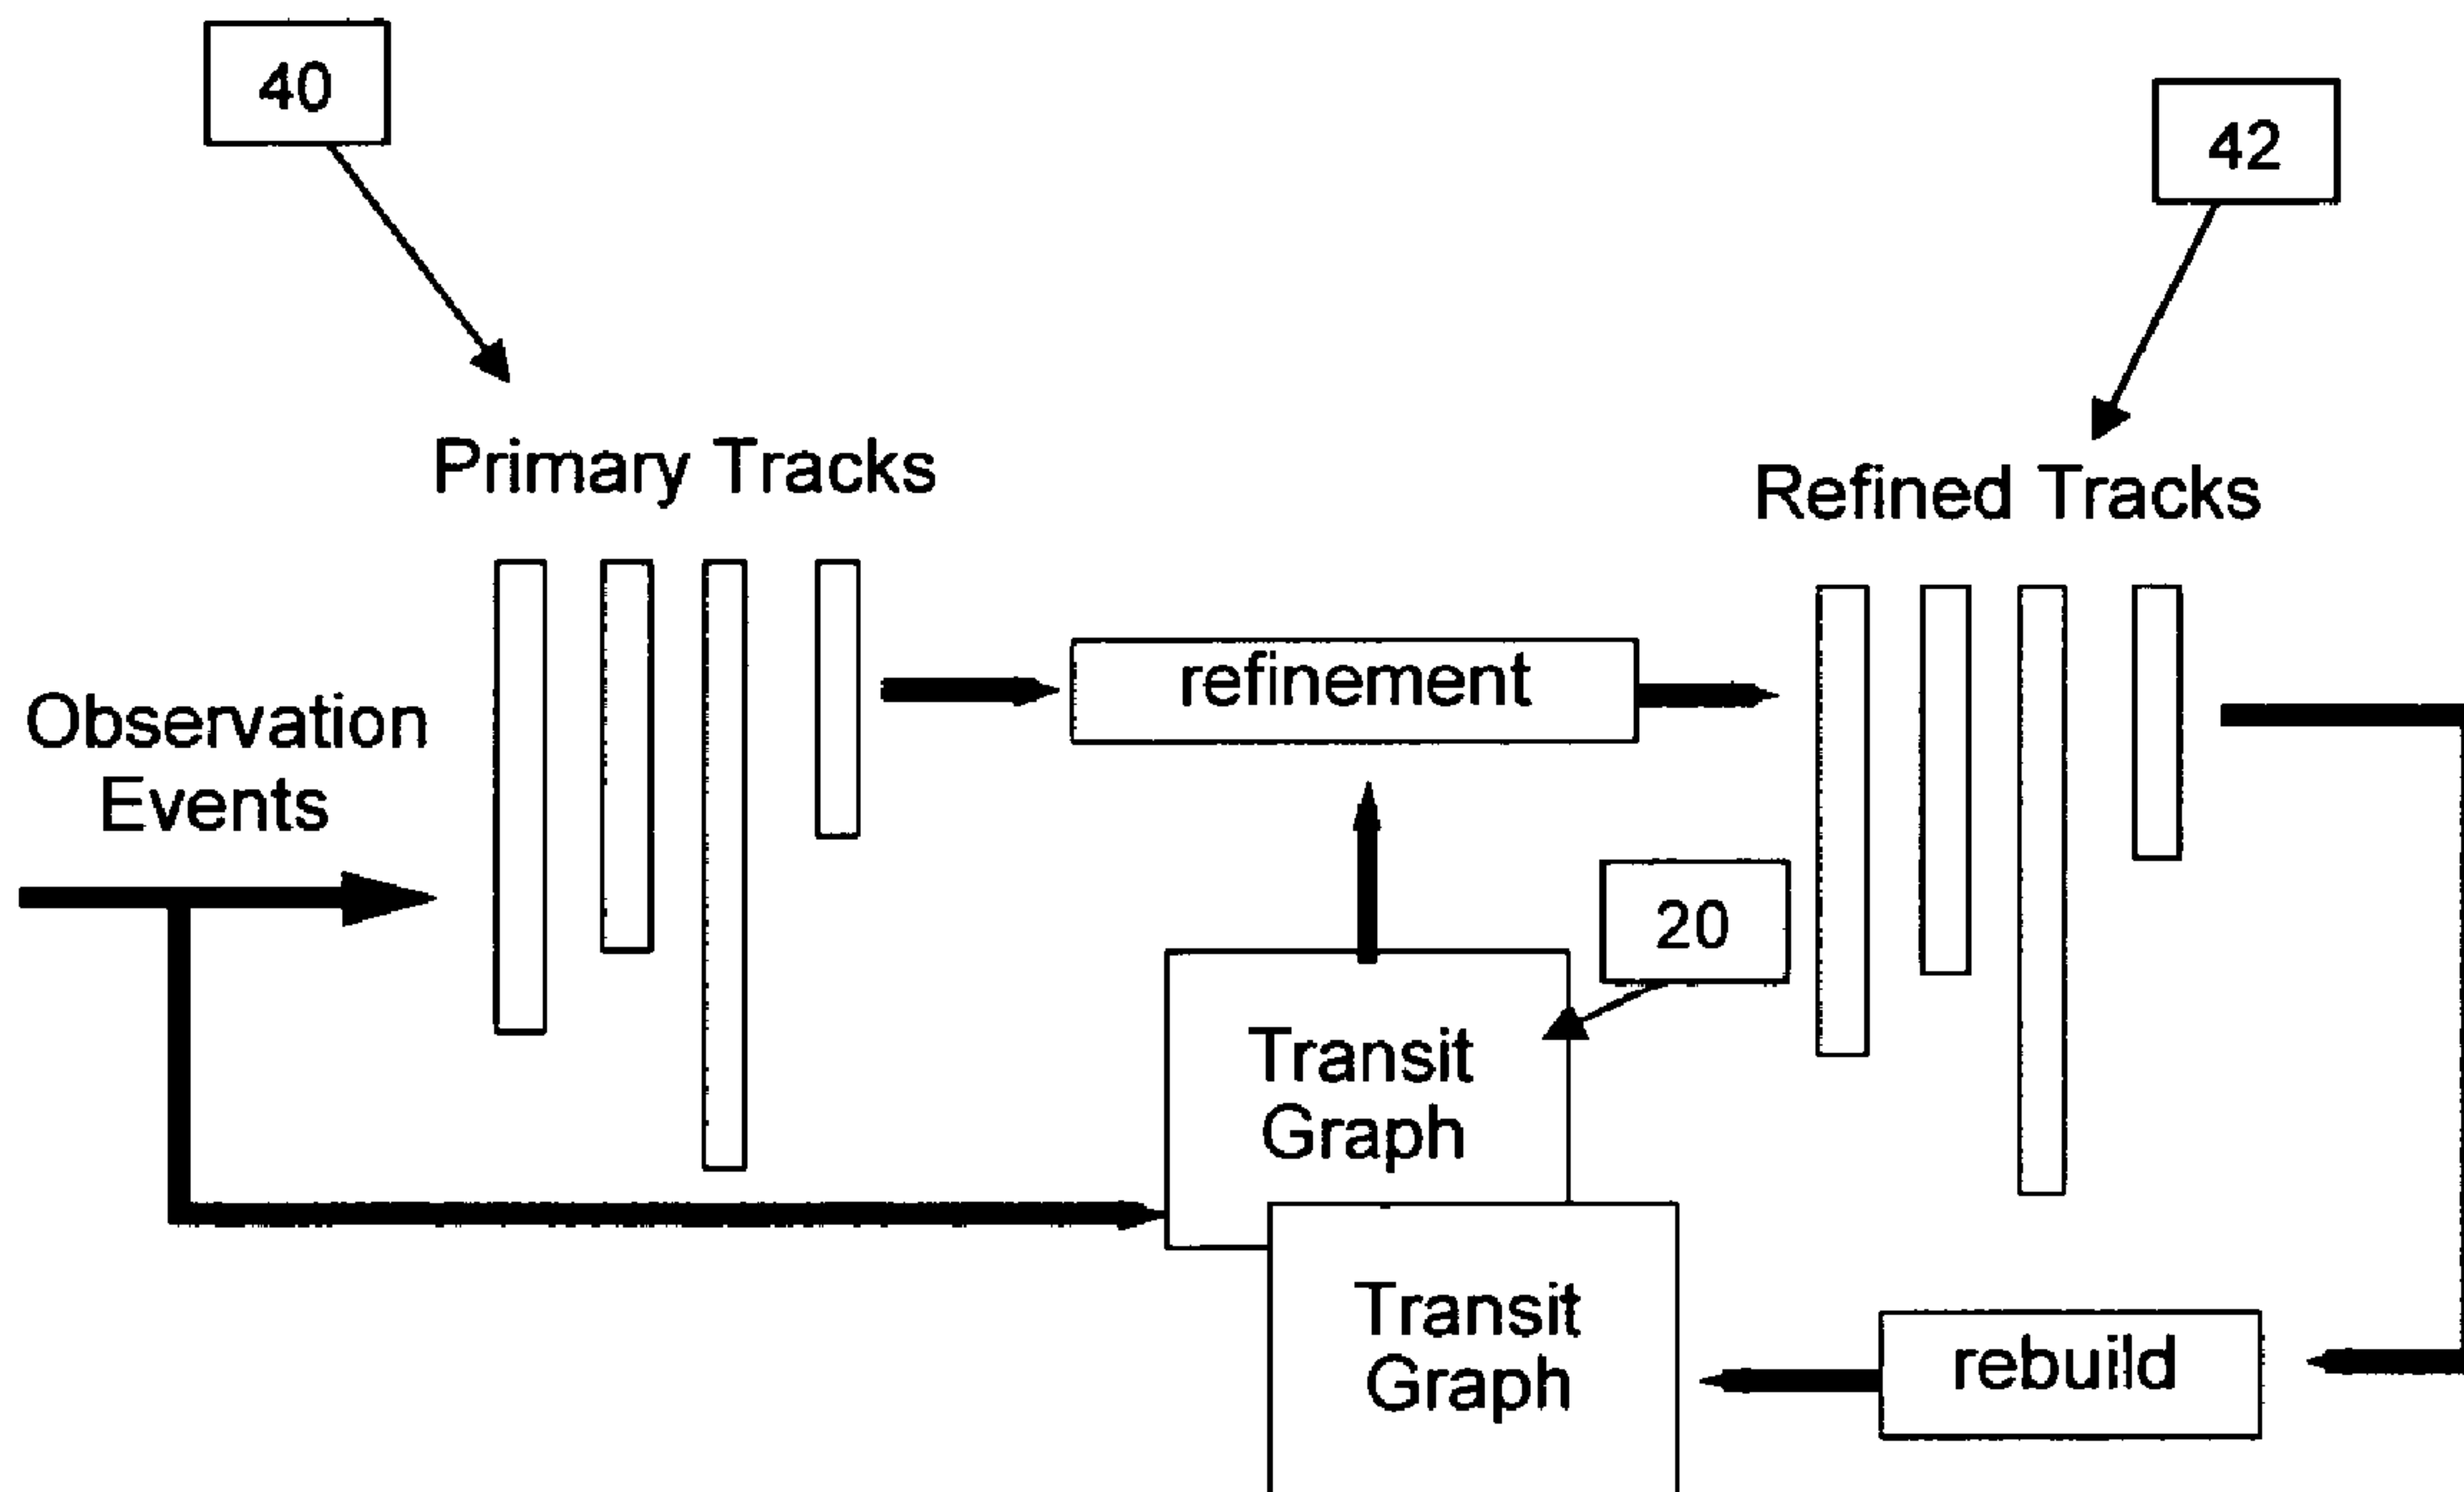 40
42
Primary Tracks
Refined Tracks
refinement
Observation
Events
20
Transit
Graph
Transit
Graph
rebuild